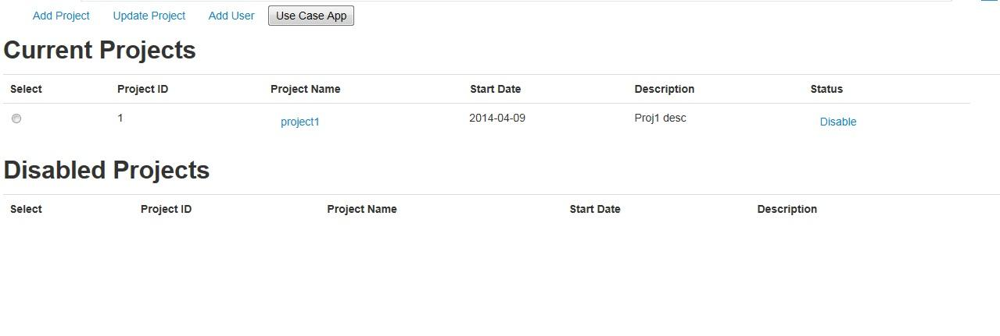 Add Project Update Project Add User Use Case App
Current Projects
Select Project ID Project Name Start Date Description Status
1 project1 2014-04-09 Proj1 desc Disable
Disabled Projects
Select Project ID Project Name Start Date Description